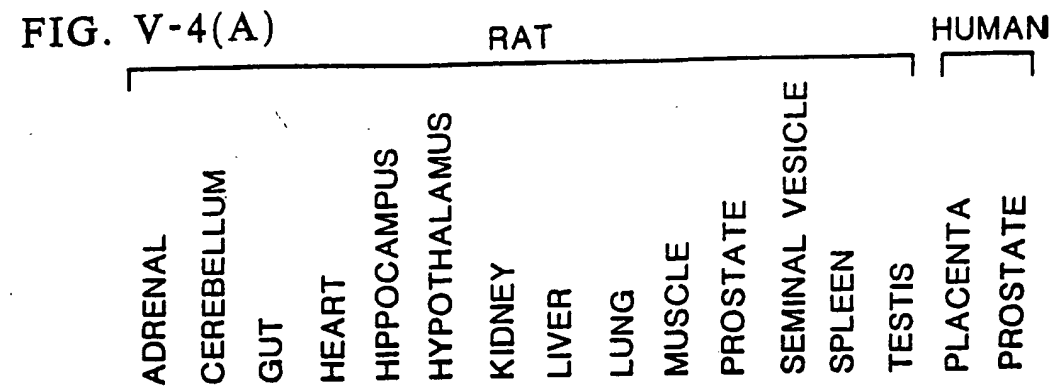 FIG. V-4(A)
RAT
HUMAN
ADRENAL
CEREBELLUM
GUT
HEART
HIPPOCAMPUS
HYPOTHALAMUS
KIDNEY
LIVER
LUNG
MUSCLE
PROSTATE
SEMINAL VESICLE
SPLEEN
TESTIS
PLACENTA
PROSTATE